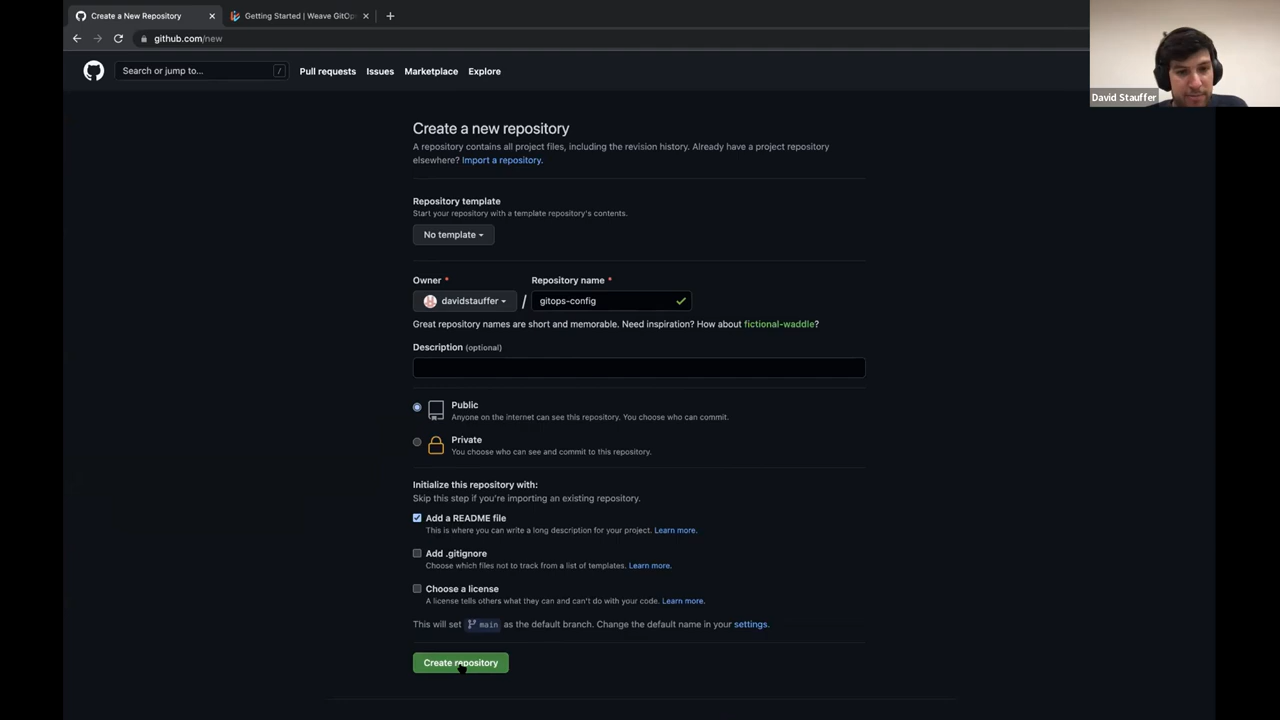 Create a New Repository
Getting Started | Weave GitOp
github.com/new
Search or jump to... /
Pull requests Issues Marketplace Explore
David Stauffer
Create a new repository
A repository contains all project files, including the revision history. Already have a project repository
elsewhere? Import a repository.
Repository template
Start your repository with a template repository's contents.
No template
Owner * Repository name *
davidstauffer / gitops-config
Great repository names are short and memorable. Need inspiration? How about fictional-waddle?
Description (optional)
Public
Anyone on the internet can see this repository. You choose who can commit.
Private
You choose who can see and commit to this repository.
Initialize this repository with:
Skip this step if you're importing an existing repository.
Add a README file
This is where you can write a long description for your project. Learn more.
Add .gitignore
Choose which files not to track from a list of templates. Learn more.
Choose a license
A license tells others what they can and can't do with your code. Learn more.
This will set main as the default branch. Change the default name in your settings.
Create repository